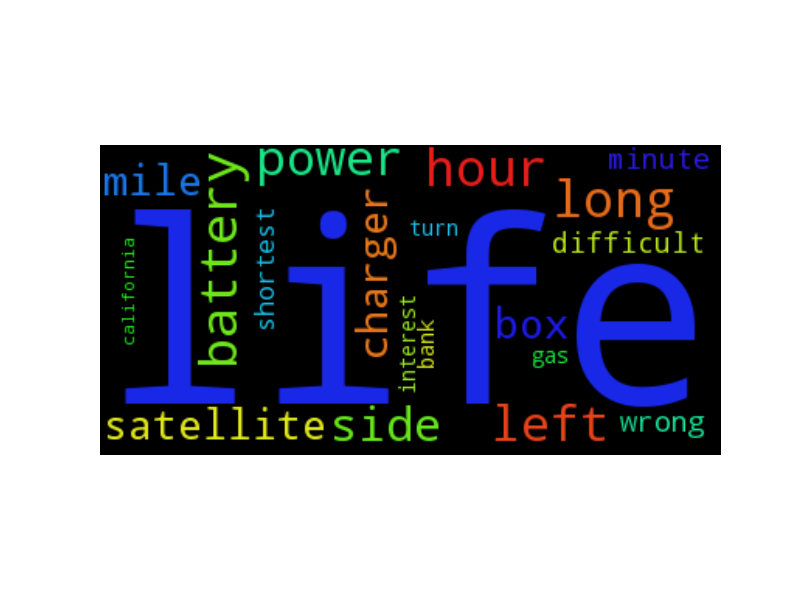 power
hour
minute
mile
battery
long
shortest
charger
turn
difficult
california
life
interest
bank
box
gas
satellite
side
left
wrong